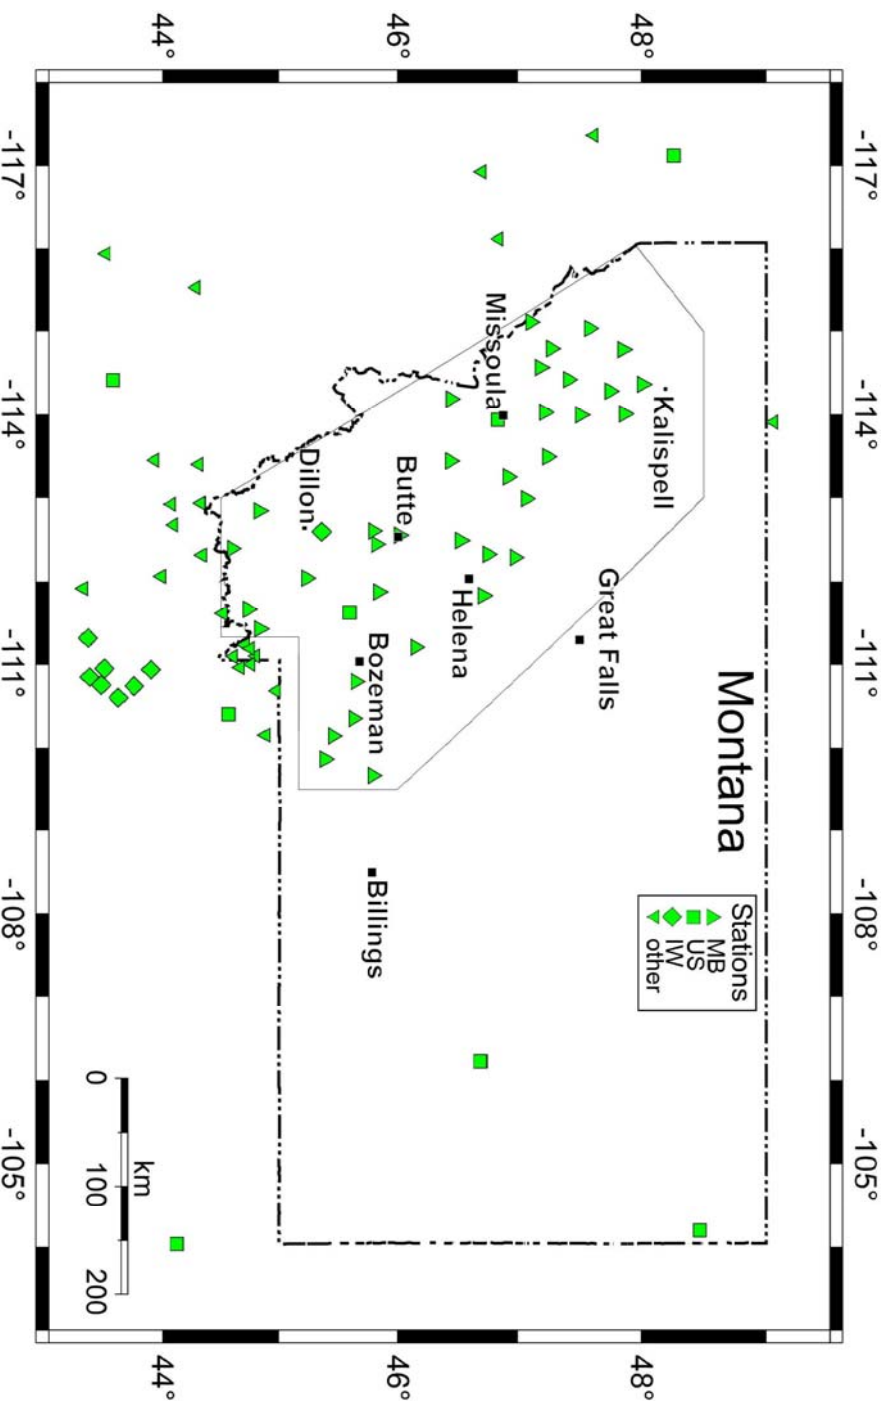 -117°
-114°
-111°
-108°
-105°
48°
48°
Montana
Kalispell
Great Falls
Missoula
Helena
Butte
Billings
Bozeman
Dillon
Stations
MB
US
IW
other
46°
46°
km
0
100
200
44°
44°
-117°
-114°
-111°
-108°
-105°